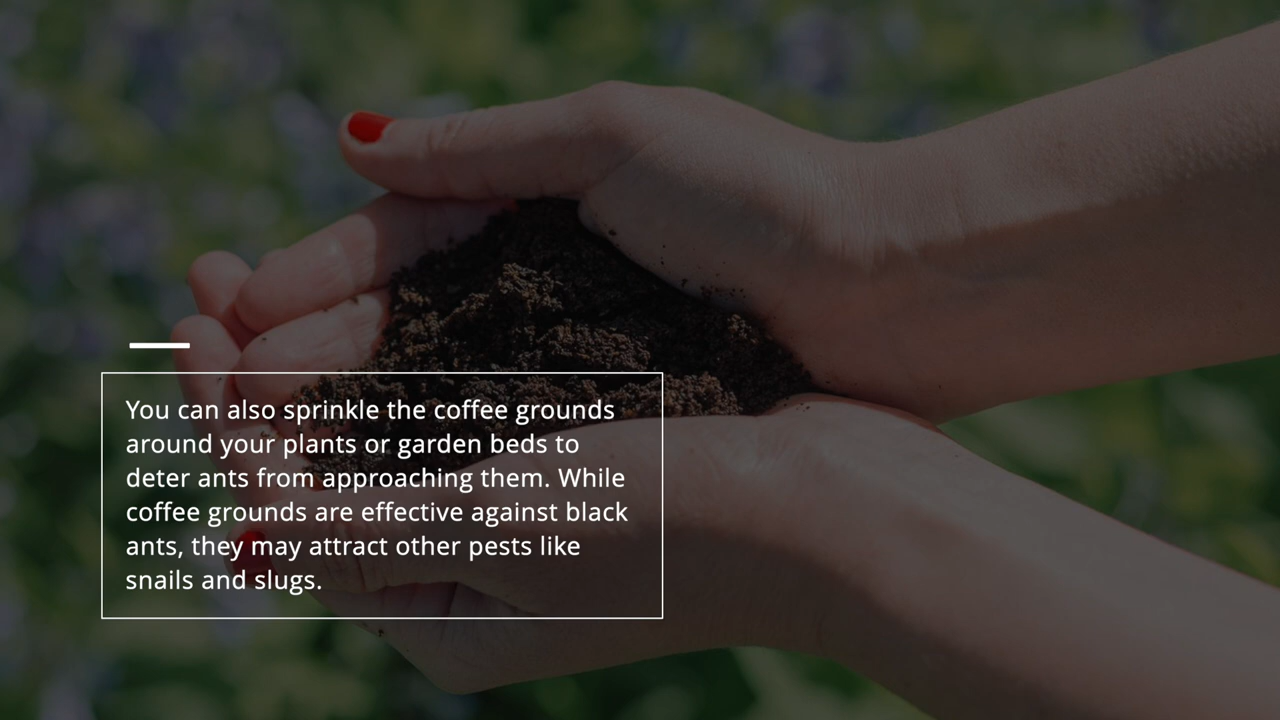 You can also sprinkle the coffee grounds
around your plants or garden beds to
deter ants from approaching them. While
coffee grounds are effective against black
ants, they may attract other pests like
snails and slugs.